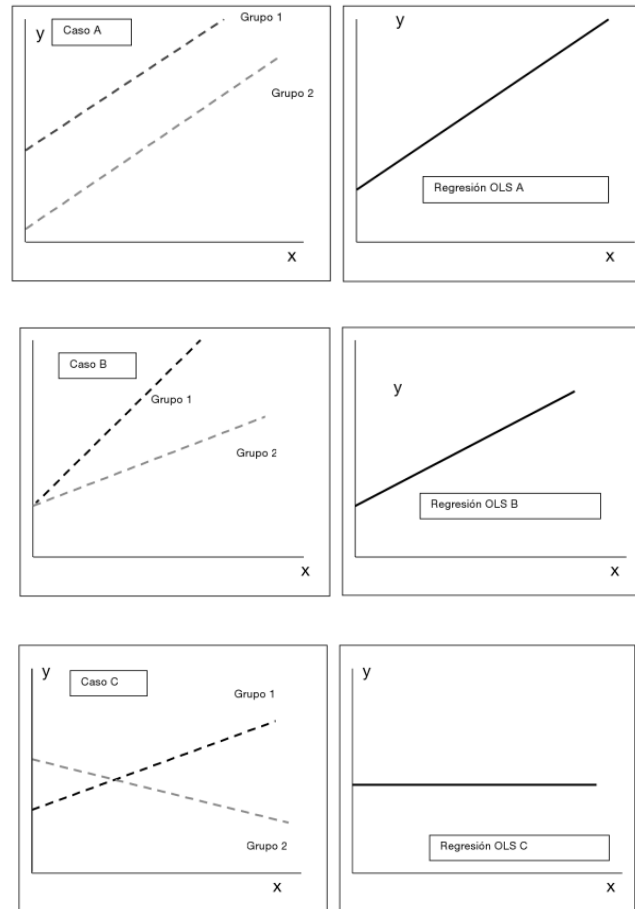 y
Caso A
Grupo 1
Grupo 2
x
y
Regresión OLS A
x
Caso B
Grupo 1
Grupo 2
x
y
Regresión OLS B
x
y
Caso C
Grupo 1
Grupo 2
x
y
Regresión OLS C
x